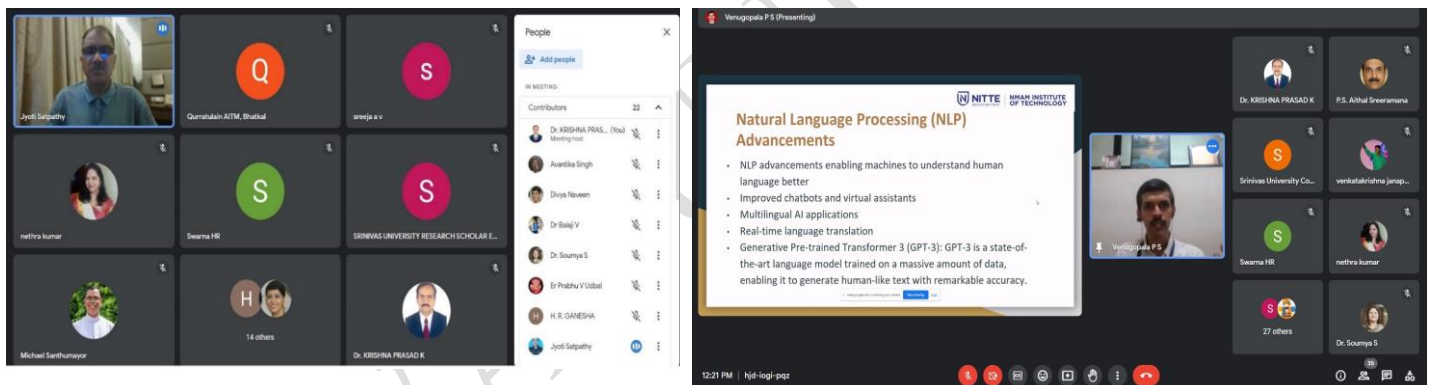 Jyoti Satpathy
Q
Qurratulain AITM, Bhatkal
s
sreeja a v
nethra kumar
S
Swarna HR
S
SRINIVAS UNIVERSITY RESEARCH SCHOLAR E...
Michael Santhumayor
H
14 others
Dr. KRISHNA PRASAD K
People
Add people
IN MEETING
Contributors 22
Dr. KRISHNA PRAS... (You)
Meeting host
Avantika Singh
Divya Naveen
Dr Balaji V
Dr. Soumya S
Er Prabhu V Uzbal
H
H. R. GANESHA
Jyoti Satpathy
Venugopala P S (Presenting)
N NITTE
NMAM INSTITUTE
OF TECHNOLOGY
Natural Language Processing (NLP)
Advancements
• NLP advancements enabling machines to understand human
language better
• Improved chatbots and virtual assistants
• Multilingual AI applications
• Real-time language translation
• Generative Pre-trained Transformer 3 (GPT-3): GPT-3 is a state-of-
the-art language model trained on a massive amount of data,
enabling it to generate human-like text with remarkable accuracy.
Venugopala P S
Dr. KRISHNA PRASAD K
P.S. Aithal Sreeramana
S
Srinivas University Co...
venkatakrishna janap...
S
Swarna HR
nethra kumar
S
27 others
Dr. Soumya S
12:21 PM | hjd-iogi-pqz
35